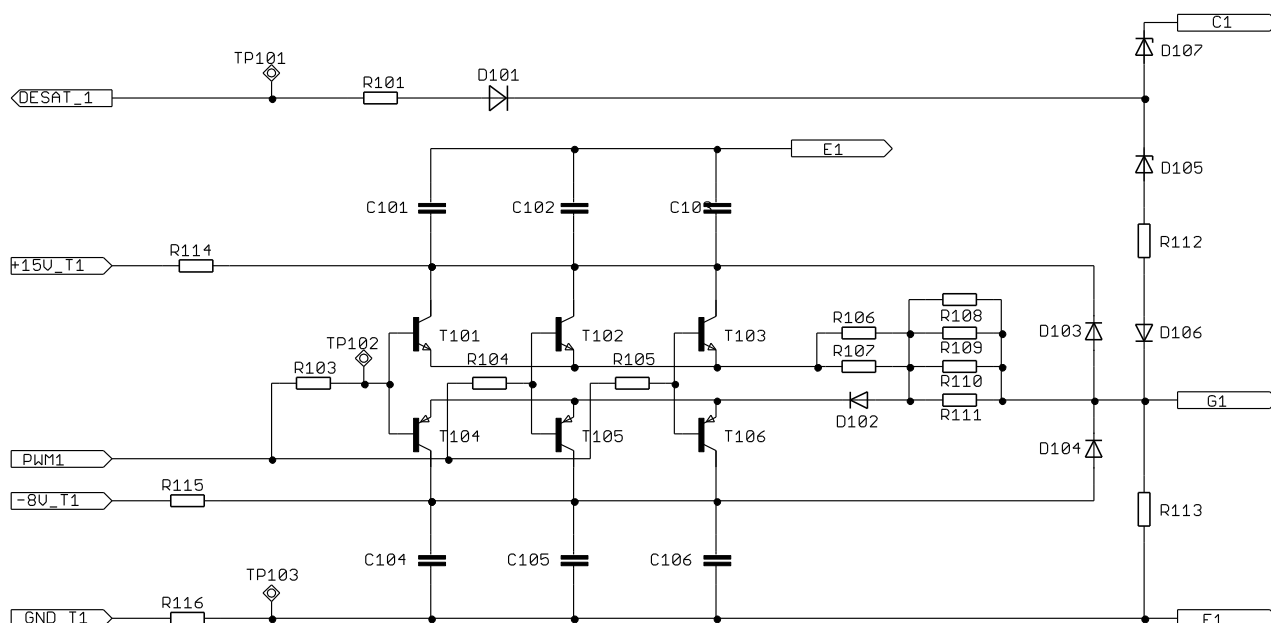 C1
D107
TP101
D101
R101
DESAT_1
E1
D105
C101
C102
C103
R112
R114
+15V_T1
R106
R108
T101
T102
T103
D103
D106
TP102
R104
R105
R107
R109
R103
R110
G1
R111
D102
T104
T105
T106
D104
PWM1
R115
-8V_T1
R113
C104
C105
C106
TP103
R116
GND_T1
E1